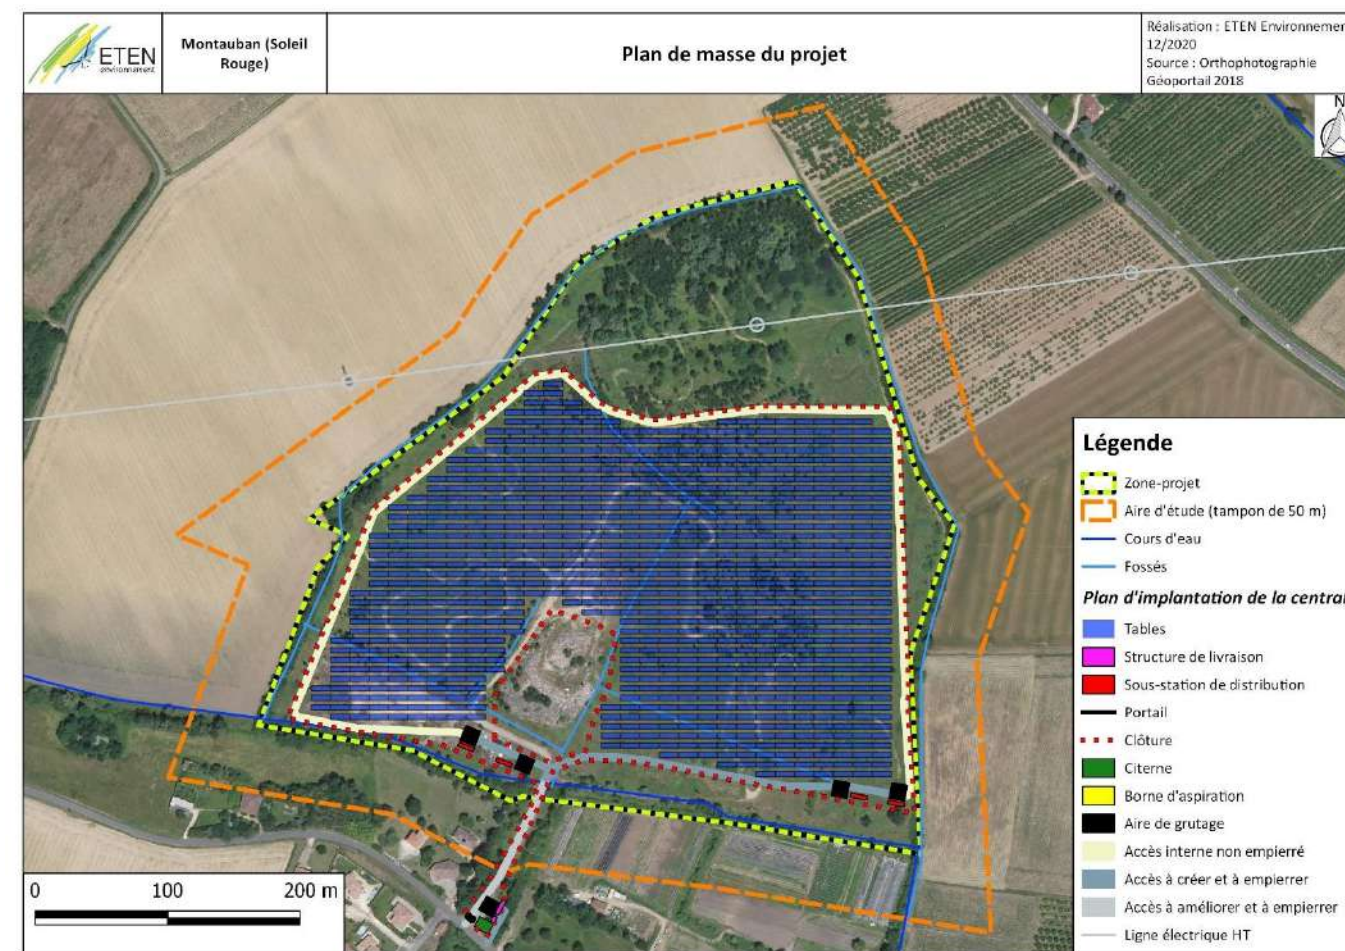 ETEN
environnement
Montauban (Soleil
Rouge)
Plan de masse du projet
Réalisation : ETEN Environnemen
12/2020
Source : Orthophotographie
Géoportail 2018
N
Légende
Zone-projet
Aire d'étude (tampon de 50 m)
Cours d'eau
Fossés
Plan d'implantation de la central
Tables
Structure de livraison
Sous-station de distribution
Portail
Clôture
Citerne
Borne d'aspiration
Aire de grutage
Accès interne non empierré
Accès à créer et à empierrer
Accès à améliorer et à empierrer
Ligne électrique HT
0 100 200 m